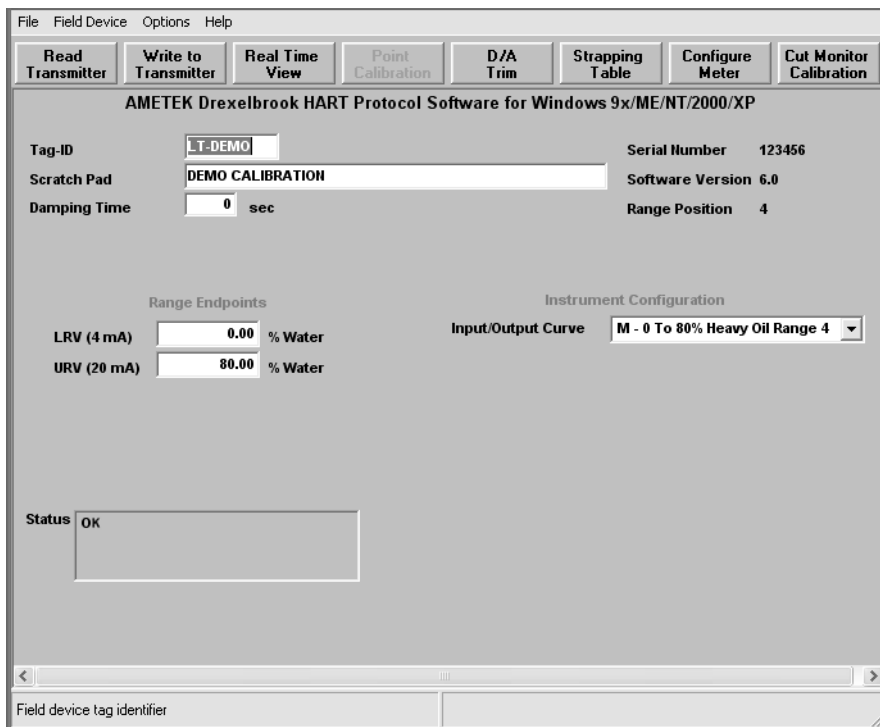 File Field Device Options Help
Read Transmitter
Write to Transmitter
Real Time View
Point Calibration
D/A Trim
Strapping Table
Configure Meter
Cut Monitor Calibration
AMETEK Drexelbrook HART Protocol Software for Windows 9x/ME/NT/2000/XP
Tag-ID LT-DEMO Serial Number 123456
Scratch Pad DEMO CALIBRATION Software Version 6.0
Damping Time 0 sec Range Position 4
Range Endpoints Instrument Configuration
LRV (4 mA) 0.00 % Water Input/Output Curve M - 0 To 80% Heavy Oil Range 4
URV (20 mA) 80.00 % Water
Status OK
Field device tag identifier